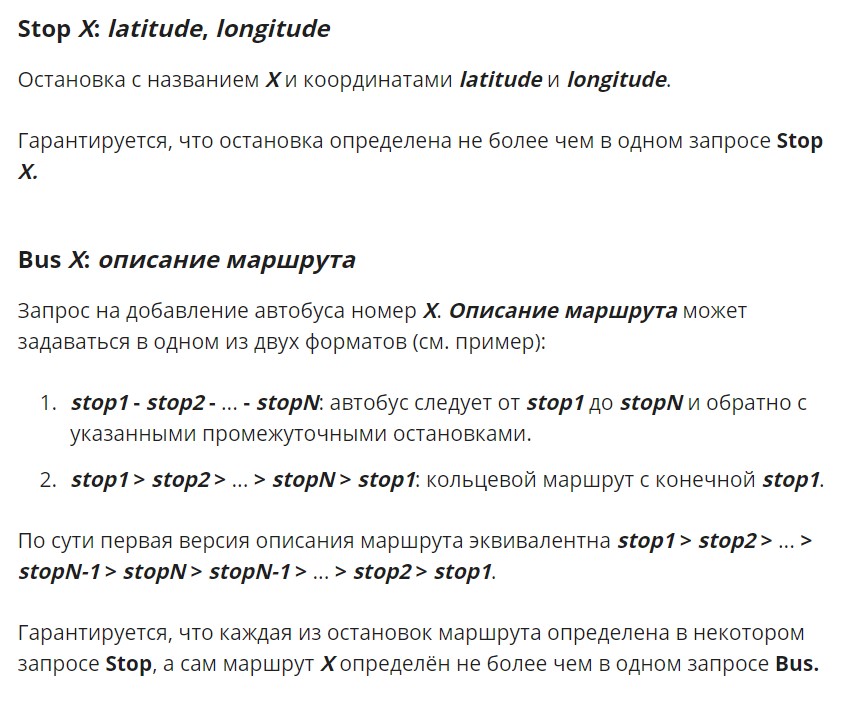 Stop X: latitude, longitude
Остановка с названием X и координатами latitude и longitude.
Гарантируется, что остановка определена не более чем в одном запросе Stop
X.
Bus X: описание маршрута
Запрос на добавление автобуса номер X. Описание маршрута может
задаваться в одном из двух форматов (см. пример):
1. stop1 - stop2 - ... - stopN: автобус следует от stop1 до stopN и обратно с
указанными промежуточными остановками.
2. stop1 > stop2 > ... > stopN > stop1: кольцевой маршрут с конечной stop1.
По сути первая версия описания маршрута эквивалентна stop1 > stop2 > ... >
stopN-1 > stopN > stopN-1 > ... > stop2 > stop1.
Гарантируется, что каждая из остановок маршрута определена в некотором
запросе Stop, а сам маршрут X определён не более чем в одном запросе Bus.